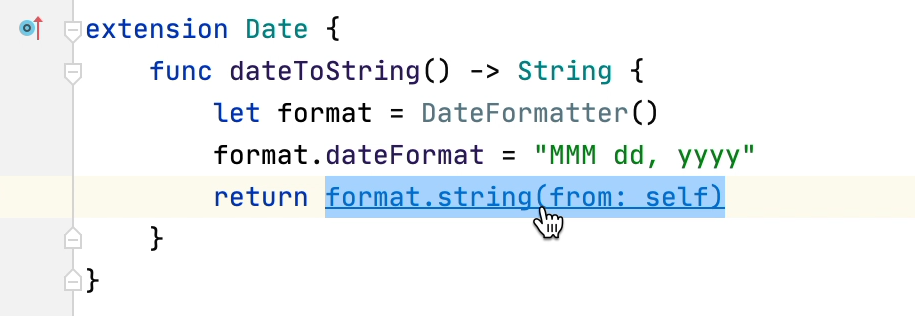 extension Date {
    func dateToString() -> String {
        let format = DateFormatter()
        format.dateFormat = "MMM dd, yyyy"
        return format.string(from: self)
    }
}